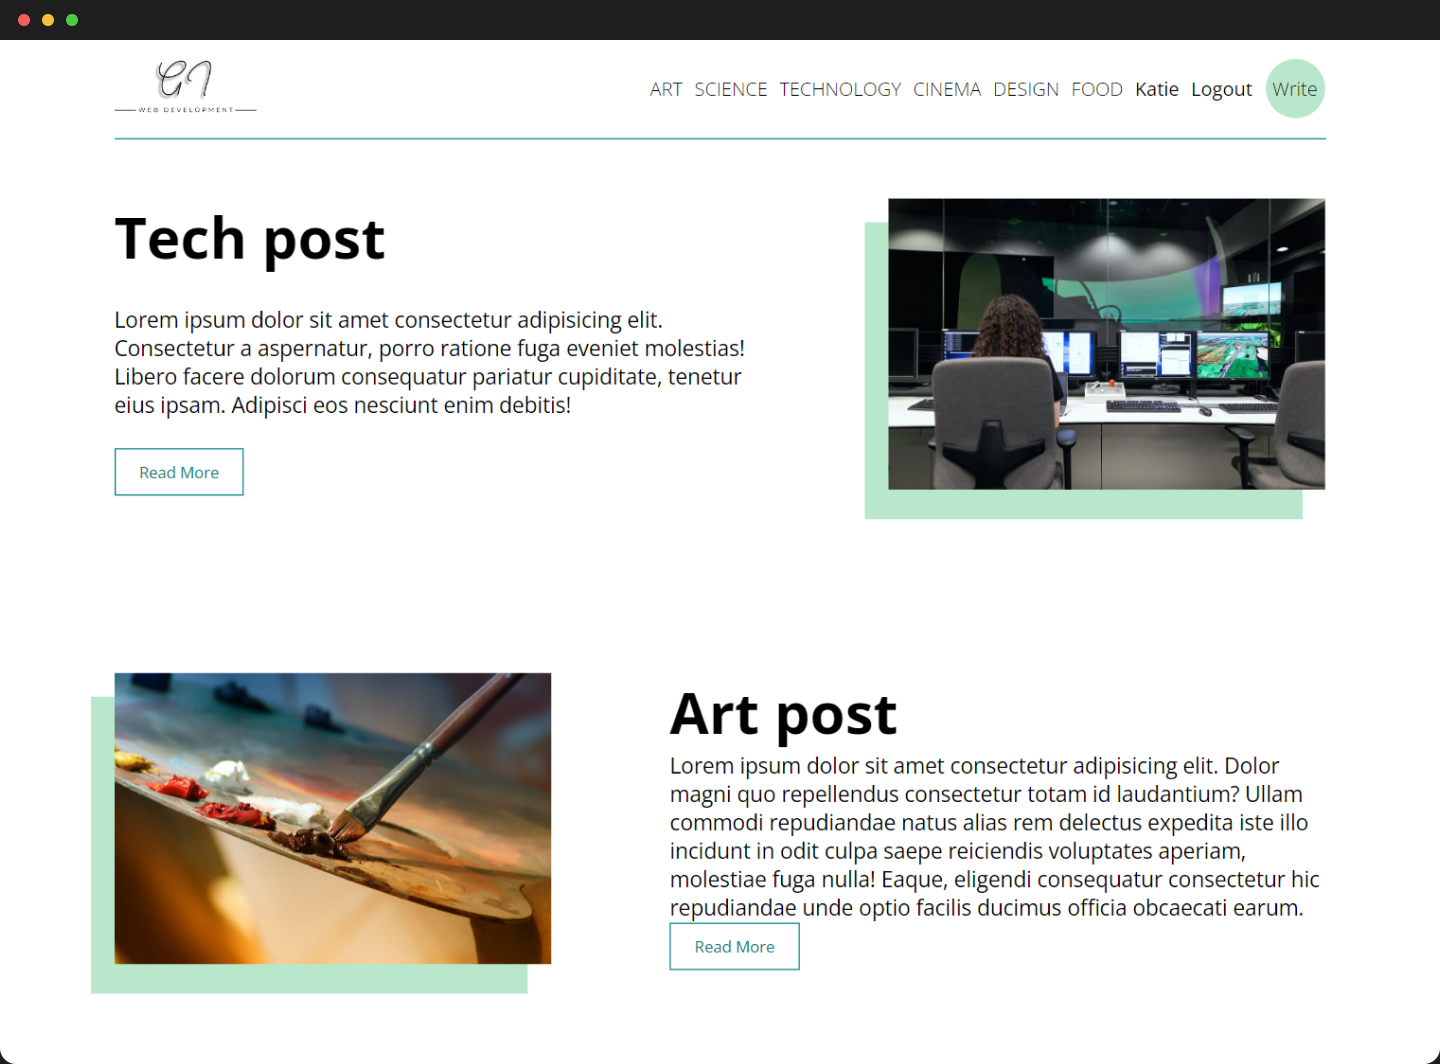 GI
WEB DEVELOPMENT
ART SCIENCE TECHNOLOGY CINEMA DESIGN FOOD Katie Logout Write
Tech post
Lorem ipsum dolor sit amet consectetur adipisicing elit.
Consectetur a aspernatur, porro ratione fuga eveniet molestias!
Libero facere dolorum consequatur pariatur cupiditate, tenetur
eius ipsam. Adipisci eos nesciunt enim debitis!
Read More
Art post
Lorem ipsum dolor sit amet consectetur adipisicing elit. Dolor
magni quo repellendus consectetur totam id laudantium? Ullam
commodi repudiandae natus alias rem delectus expedita iste illo
incidunt in odit culpa saepe reiciendis voluptates aperiam,
molestiae fuga nulla! Eaque, eligendi consequatur consectetur hic
repudiandae unde optio facilis ducimus officia obcaecati earum.
Read More